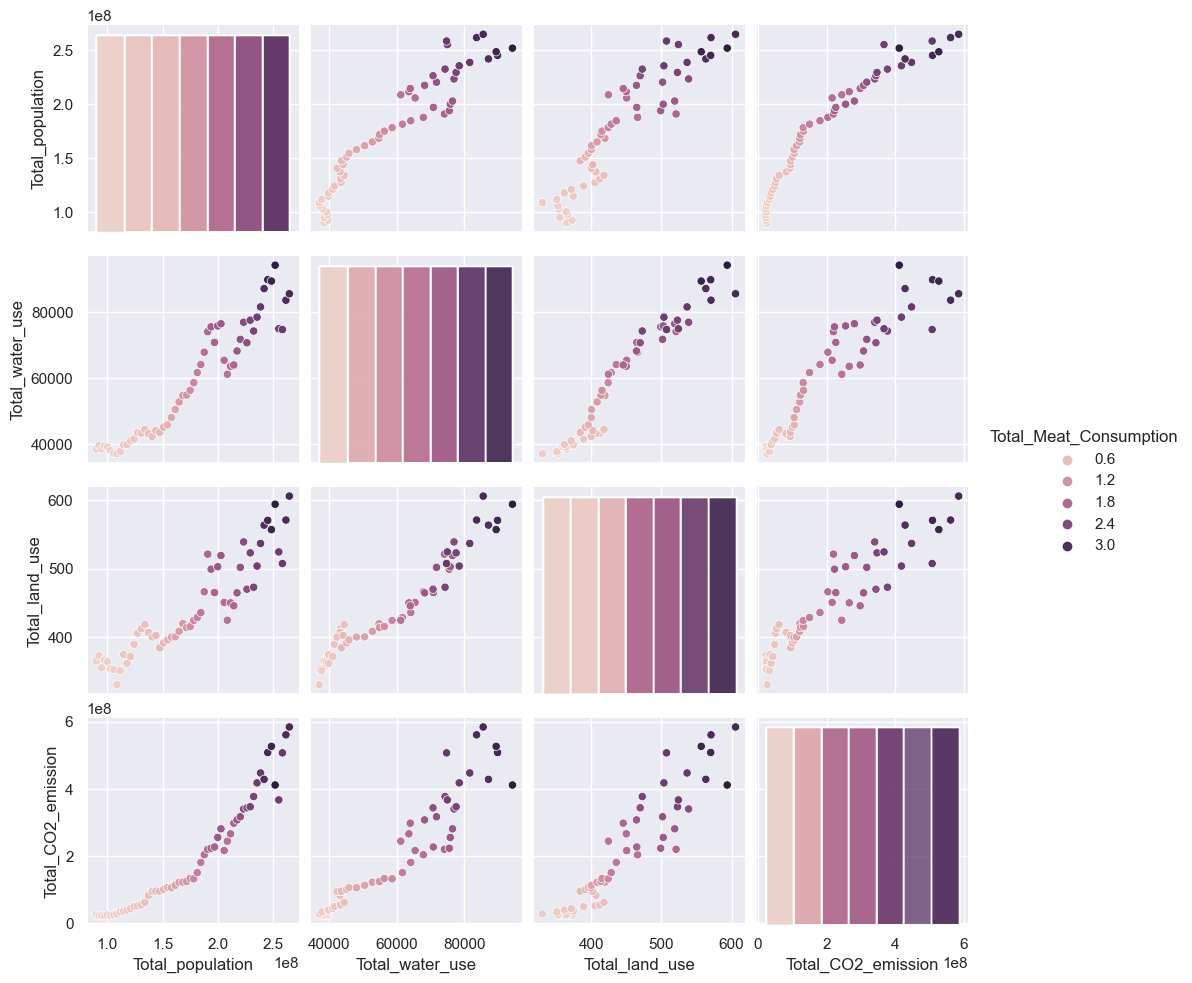 1e8
Total_population
2.5
2.0
1.5
1.0
Total_water_use
80000
60000
40000
Total_Meat_Consumption
0.6
1.2
1.8
2.4
3.0
Total_land_use
600
500
400
1e8
Total_CO2_emission
6
4
2
0
1.0 1.5 2.0 2.5 40000 60000 80000 400 500 600 0 2 4 6
Total_population 1e8 Total_water_use Total_land_use Total_CO2_emission 1e8